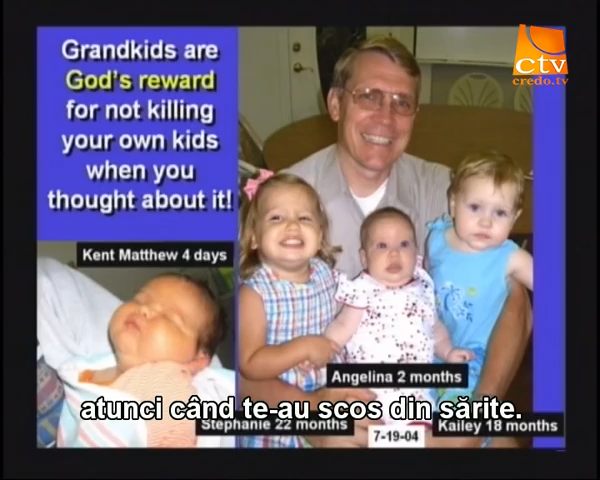 Grandkids are
God's reward
for not killing
your own kids
when you
thought about it!
ctv
credo.tv
Kent Matthew 4 days
Angelina 2 months
atunci când te-au scos din sărite.
Stephanie 22 months
7-19-04
Kailey 18 months